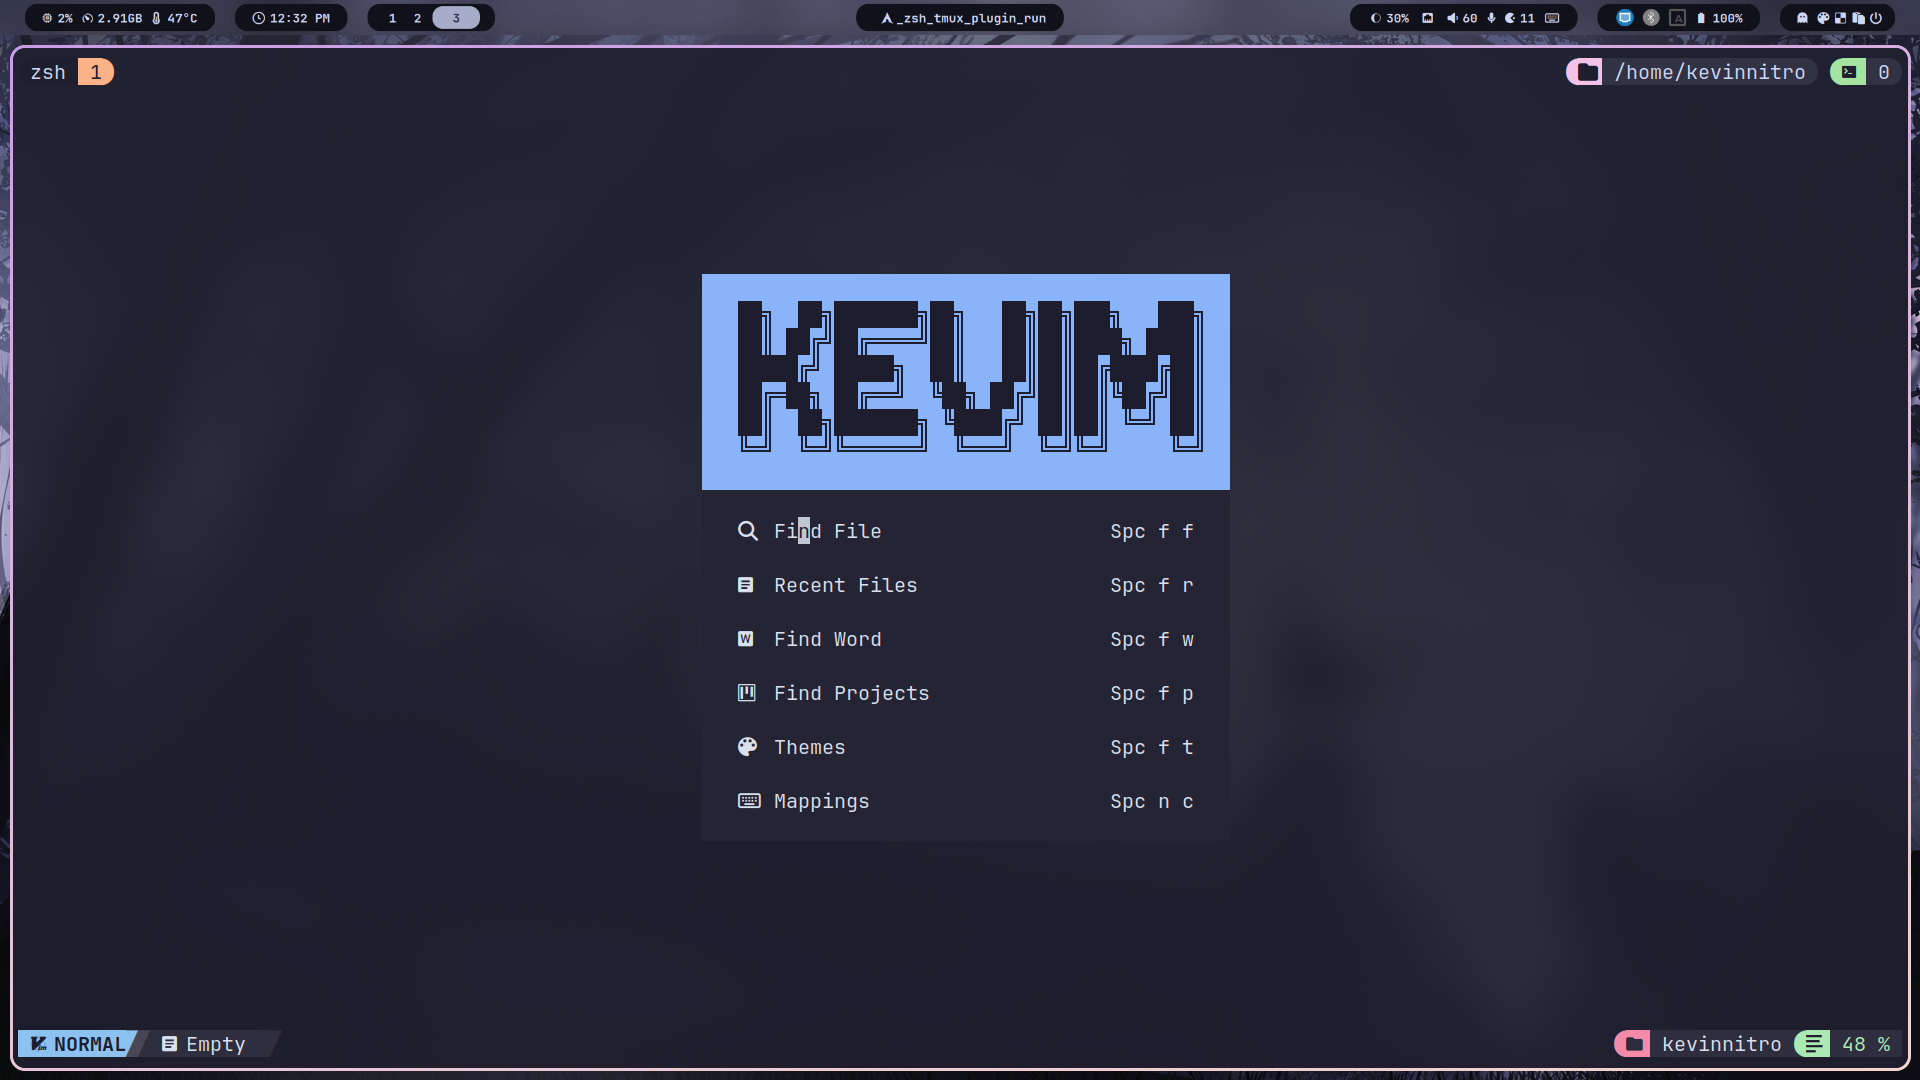 2% 2.91GB 47°C 12:32 PM 1 2 3 _zsh_tmux_plugin_run 30% 60 11 100%
zsh 1 /home/kevinnitro 0
KEVIM
Find File Spc f f
Recent Files Spc f r
Find Word Spc f w
Find Projects Spc f p
Themes Spc f t
Mappings Spc n c
NORMAL Empty kevinnitro 48 %